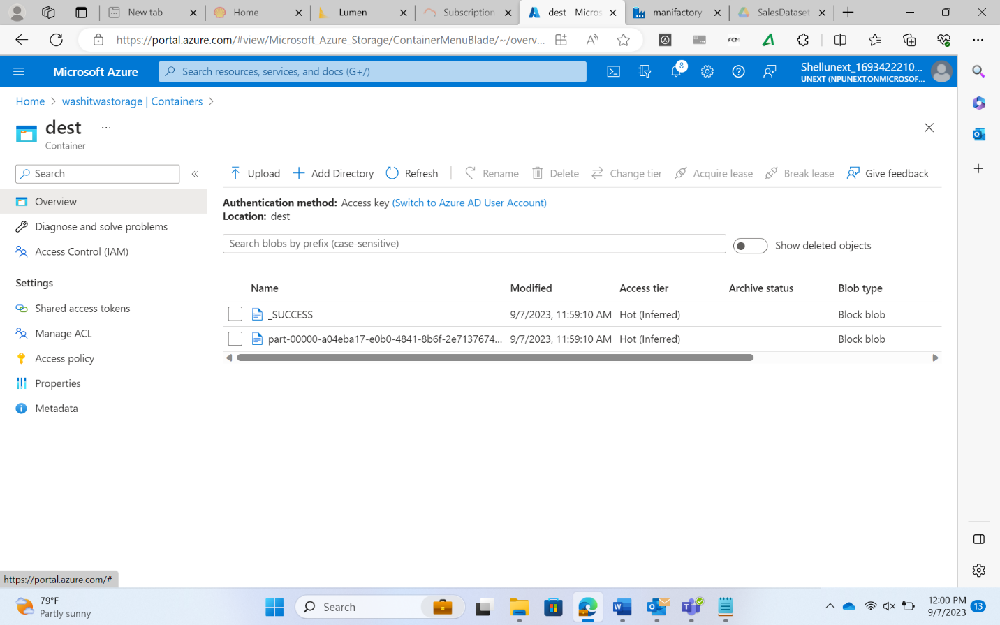 New tab
Home
Lumen
Subscription
dest - Micros
manifactory
SalesDataset
https://portal.azure.com/#view/Microsoft_Azure_Storage/ContainerMenuBlade/~/overv...
FCM
Microsoft Azure
Search resources, services, and docs (G+/)
8
Shellunext_1693422210...
UNEXT (NPUNEXT.ONMICROSOF...
Home > washitwastorage | Containers >
dest ...
Container
Search
«
Overview
Diagnose and solve problems
Access Control (IAM)
Settings
Shared access tokens
Manage ACL
Access policy
Properties
Metadata
Upload
Add Directory
Refresh
Rename
Delete
Change tier
Acquire lease
Break lease
Give feedback
Authentication method: Access key (Switch to Azure AD User Account)
Location: dest
Search blobs by prefix (case-sensitive)
Show deleted objects
Name Modified Access tier Archive status Blob type
_SUCCESS 9/7/2023, 11:59:10 AM Hot (Inferred) Block blob
part-00000-a04eba17-e0b0-4841-8b6f-2e7137674... 9/7/2023, 11:59:10 AM Hot (Inferred) Block blob
https://portal.azure.com/#
79°F
Partly sunny
Search
12:00 PM
9/7/2023
13